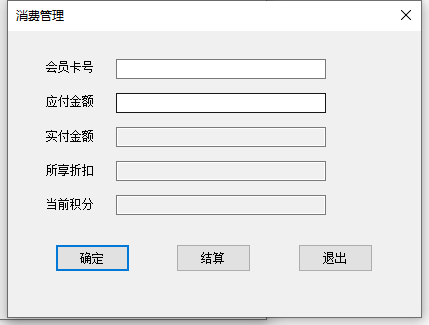 消费管理
会员卡号
应付金额
实付金额
所享折扣
当前积分
确定 结算 退出